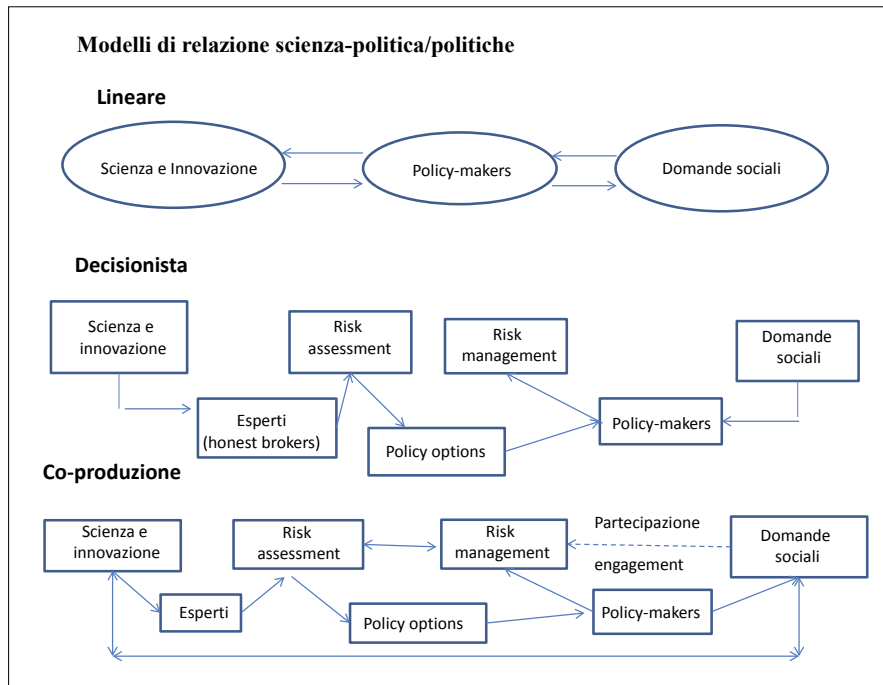 Modelli di relazione scienza-politica/politiche
Lineare
Scienza e Innovazione
Policy-makers
Domande sociali
Decisionista
Scienza e
innovazione
Risk
assessment
Risk
management
Domande
sociali
Esperti
(honest brokers)
Policy options
Policy-makers
Co-produzione
Scienza e
innovazione
Risk
assessment
Risk
management
Partecipazione
engagement
Domande
sociali
Esperti
Policy options
Policy-makers